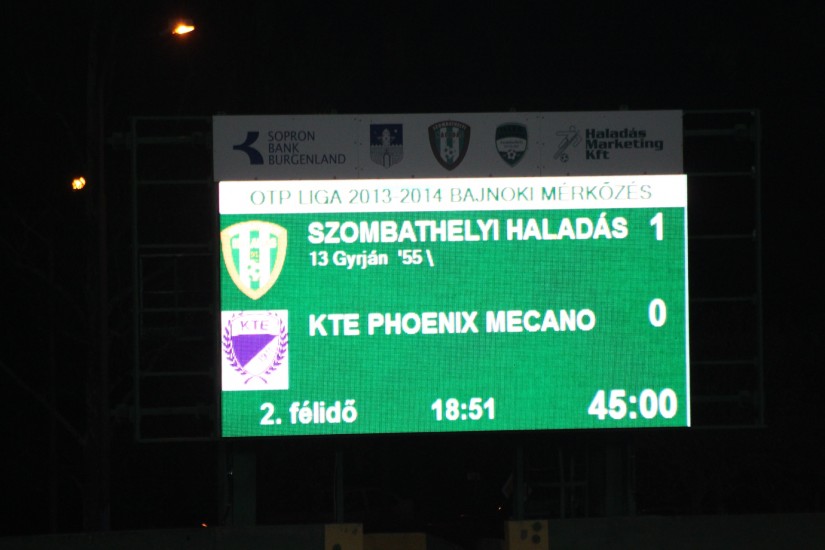 SOPRON
BANK
BURGENLAND
Haladás
Marketing
Kft
OTP LIGA 2013-2014 BAJNOKI MÉRKŐZÉS
SZOMBATHELYI HALADÁS 1
13 Gyrján '55 \
KTE
KTE PHOENIX MECANO 0
2. félidő 18:51 45:00